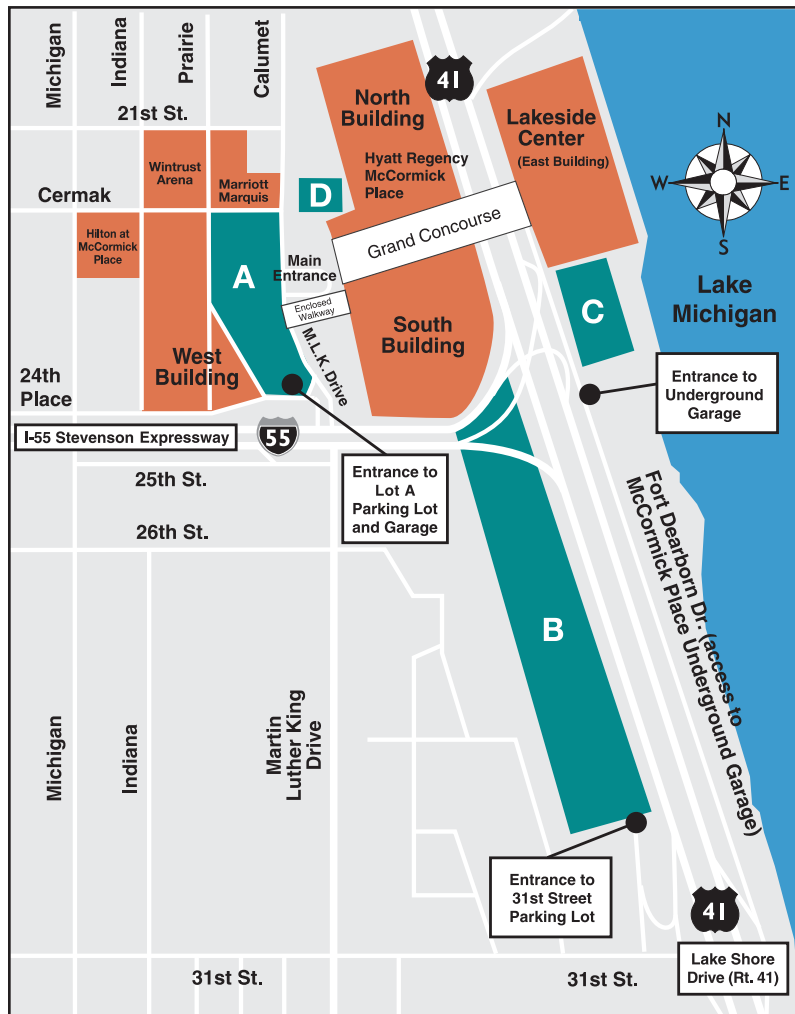 Michigan
Indiana
Prairie
Calumet
21st St.
41
North
Building
Hyatt Regency
McCormick
Place
Lakeside
Center
(East Building)
N
W
E
S
Wintrust
Arena
Marriott
Marquis
D
Cermak
Hilton at
McCormick
Place
A
Main
Entrance
Grand Concourse
Enclosed
Walkway
M.L.K. Drive
South
Building
C
Lake
Michigan
West
Building
24th
Place
Entrance to
Underground
Garage
I-55 Stevenson Expressway
55
25th St.
Entrance to
Lot A
Parking Lot
and Garage
26th St.
B
Fort Dearborn Dr. (access to
McCormick Place Underground Garage)
Michigan
Indiana
Martin
Luther King
Drive
Entrance to
31st Street
Parking Lot
41
Lake Shore
Drive (Rt. 41)
31st St.
31st St.